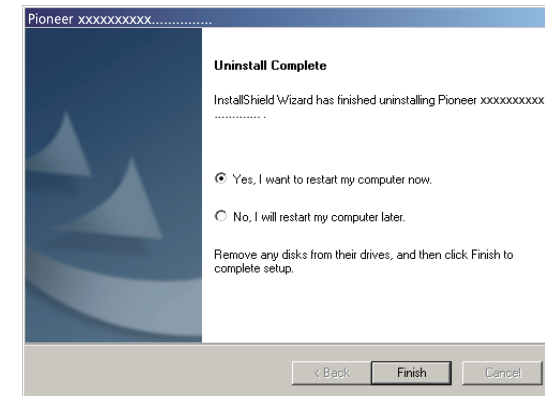 Pioneer xxxxxxxxxx...............
Uninstall Complete
InstallShield Wizard has finished uninstalling Pioneer xxxxxxxxxx
............. .
Yes, I want to restart my computer now.
No, I will restart my computer later.
Remove any disks from their drives, and then click Finish to
complete setup.
< Back Finish Cancel